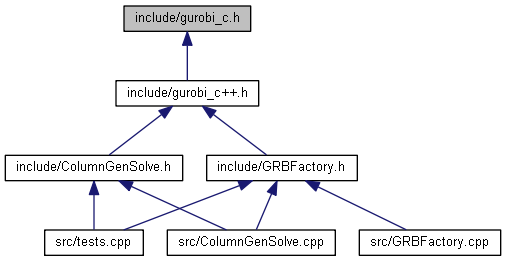 include/gurobi_c.h
include/gurobi_c++.h
include/ColumnGenSolve.h
include/GRBFactory.h
src/tests.cpp
src/ColumnGenSolve.cpp
src/GRBFactory.cpp